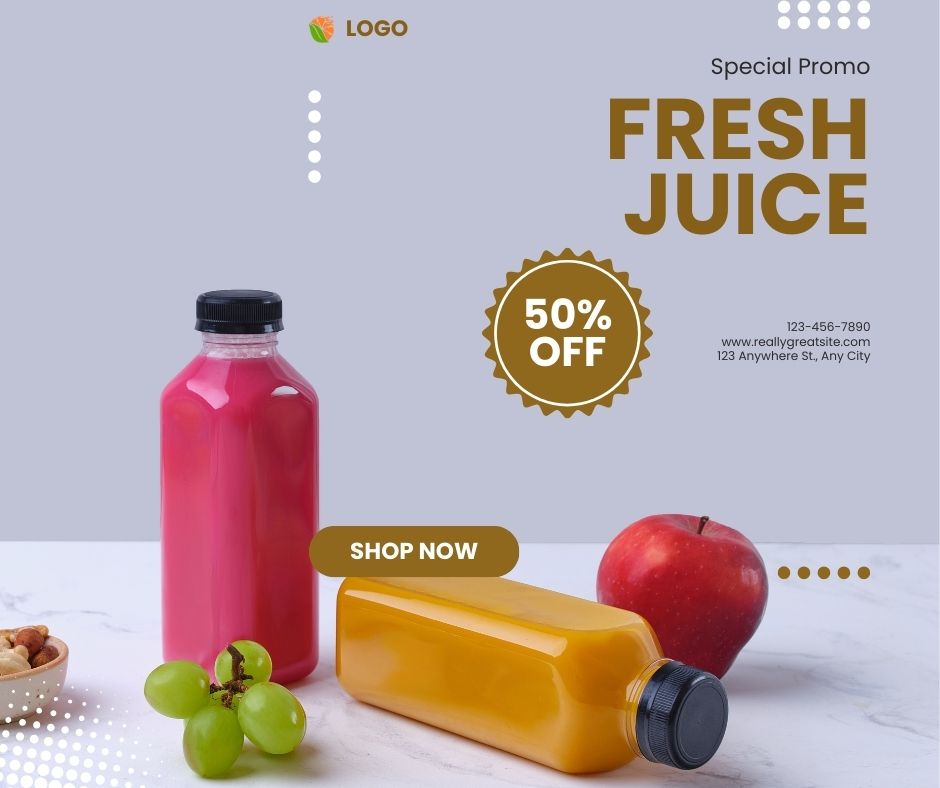 LOGO
Special Promo
FRESH
JUICE
50%
OFF
123-456-7890
www.reallygreatsite.com
123 Anywhere St., Any City
SHOP NOW